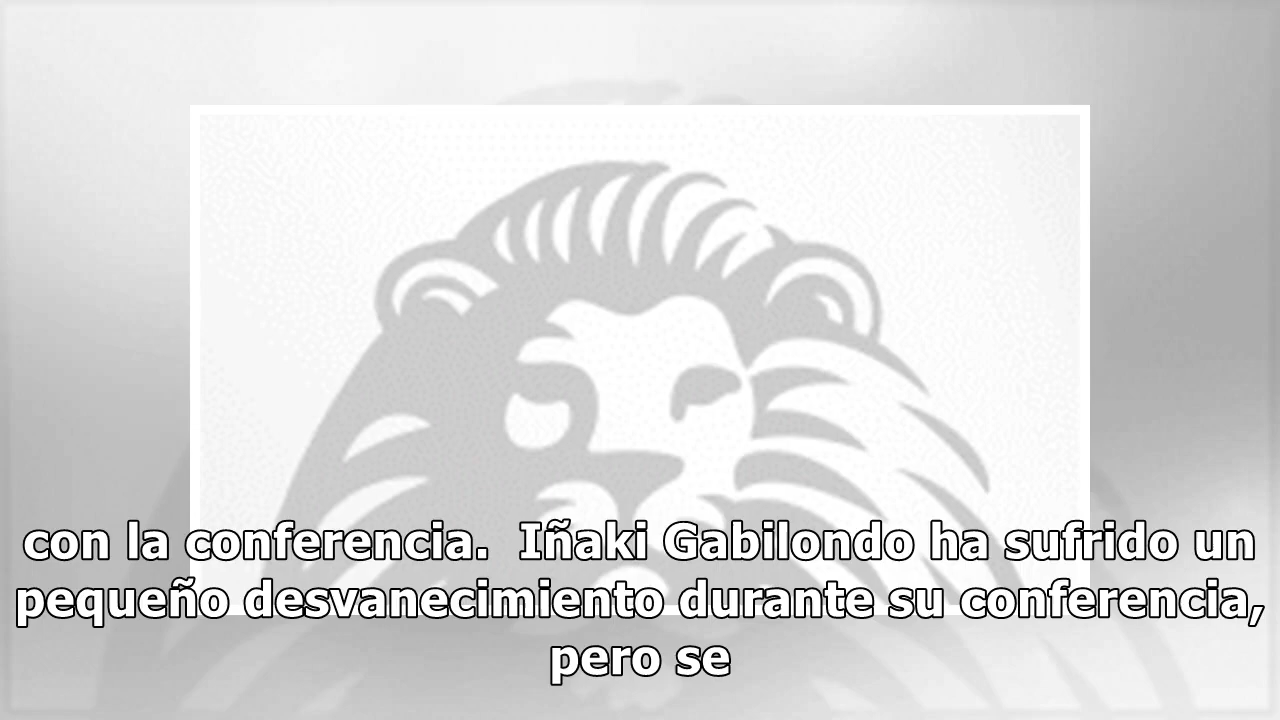 con la conferencia.  Iñaki Gabilondo ha sufrido un
pequeño desvanecimiento durante su conferencia,
pero se